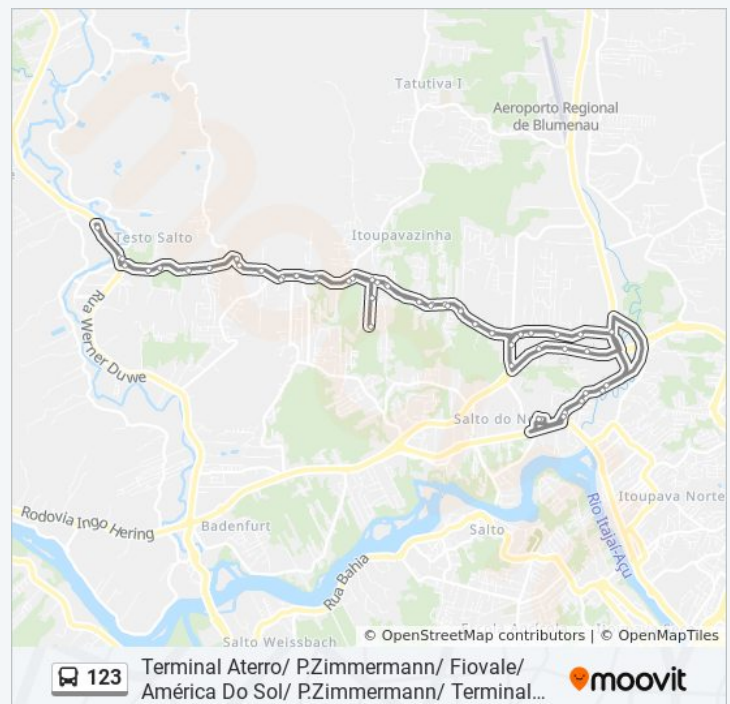 Tatutiva I
Aeroporto Regional
de Blumenau
Testo Salto
Itoupavazinha
Rua Werner Duwe
Salto do No
Itoupava Norte
Rodovia Ingo Hering
Badenfurt
Salto
Rio Itajaí-Açu
Rua Bahia
Salto Weissbach
© OpenStreetMap contributors | © OpenMapTiles
123
Terminal Aterro/ P.Zimmermann/ Fiovale/
América Do Sol/ P.Zimmermann/ Terminal...
moovit